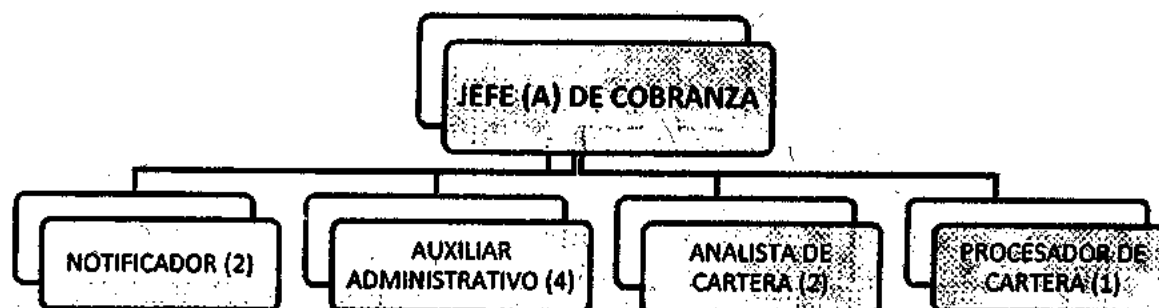 JEFE (A) DE COBRANZA
NOTIFICADOR (2)
AUXILIAR
ADMINISTRATIVO (4)
ANALISTA DE
CARTERA (2)
PROCESADOR DE
CARTERA (1)